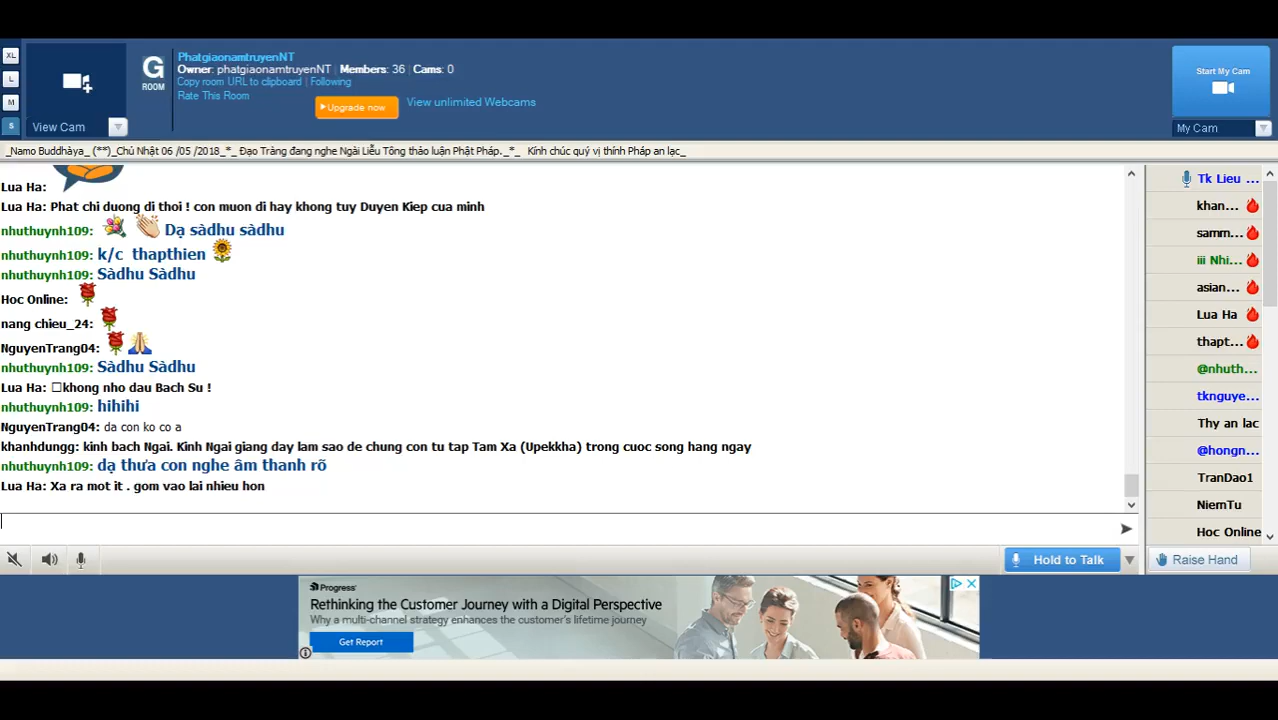 XL
L
M
S
View Cam
G
ROOM
PhatgiaonamtruyenNT
Owner: phatgiaonamtruyenNT | Members: 36 | Cams: 0
Copy room URL to clipboard | Following
Rate This Room
Upgrade now
View unlimited Webcams
Start My Cam
My Cam
_Namo Buddhàya_ (**)_Chủ Nhật 06 /05 /2018_*_ Đạo Tràng đang nghe Ngài Liễu Tông thảo luận Phật Pháp._*_ Kính chúc quý vị thính Pháp an lạc_
Lua Ha:
Lua Ha: Phat chi duong di thoi ! con muon di hay khong tuy Duyen Kiep cua minh
nhuthuynh109: Dạ sàdhu sàdhu
nhuthuynh109: k/c thapthien
nhuthuynh109: Sàdhu Sàdhu
Hoc Online:
nang chieu_24:
NguyenTrang04:
nhuthuynh109: Sàdhu Sàdhu
Lua Ha: □khong nho dau Bach Su !
nhuthuynh109: hihihi
NguyenTrang04: da con ko co a
khanhdungg: kinh bach Ngai. Kinh Ngai giang day lam sao de chung con tu tap Tam Xa (Upekkha) trong cuoc song hang ngay
nhuthuynh109: dạ thưa con nghe âm thanh rõ
Lua Ha: Xa ra mot it . gom vao lai nhieu hon
Tk Lieu ...
khan...
samm...
iii Nhi...
asian...
Lua Ha
thapt...
@nhuth...
tknguye...
Thy an lac
@hongn...
TranDao1
NiemTu
Hoc Online
Hold to Talk
Raise Hand
Progress
Rethinking the Customer Journey with a Digital Perspective
Why a multi-channel strategy enhances the customer's lifetime journey
Get Report